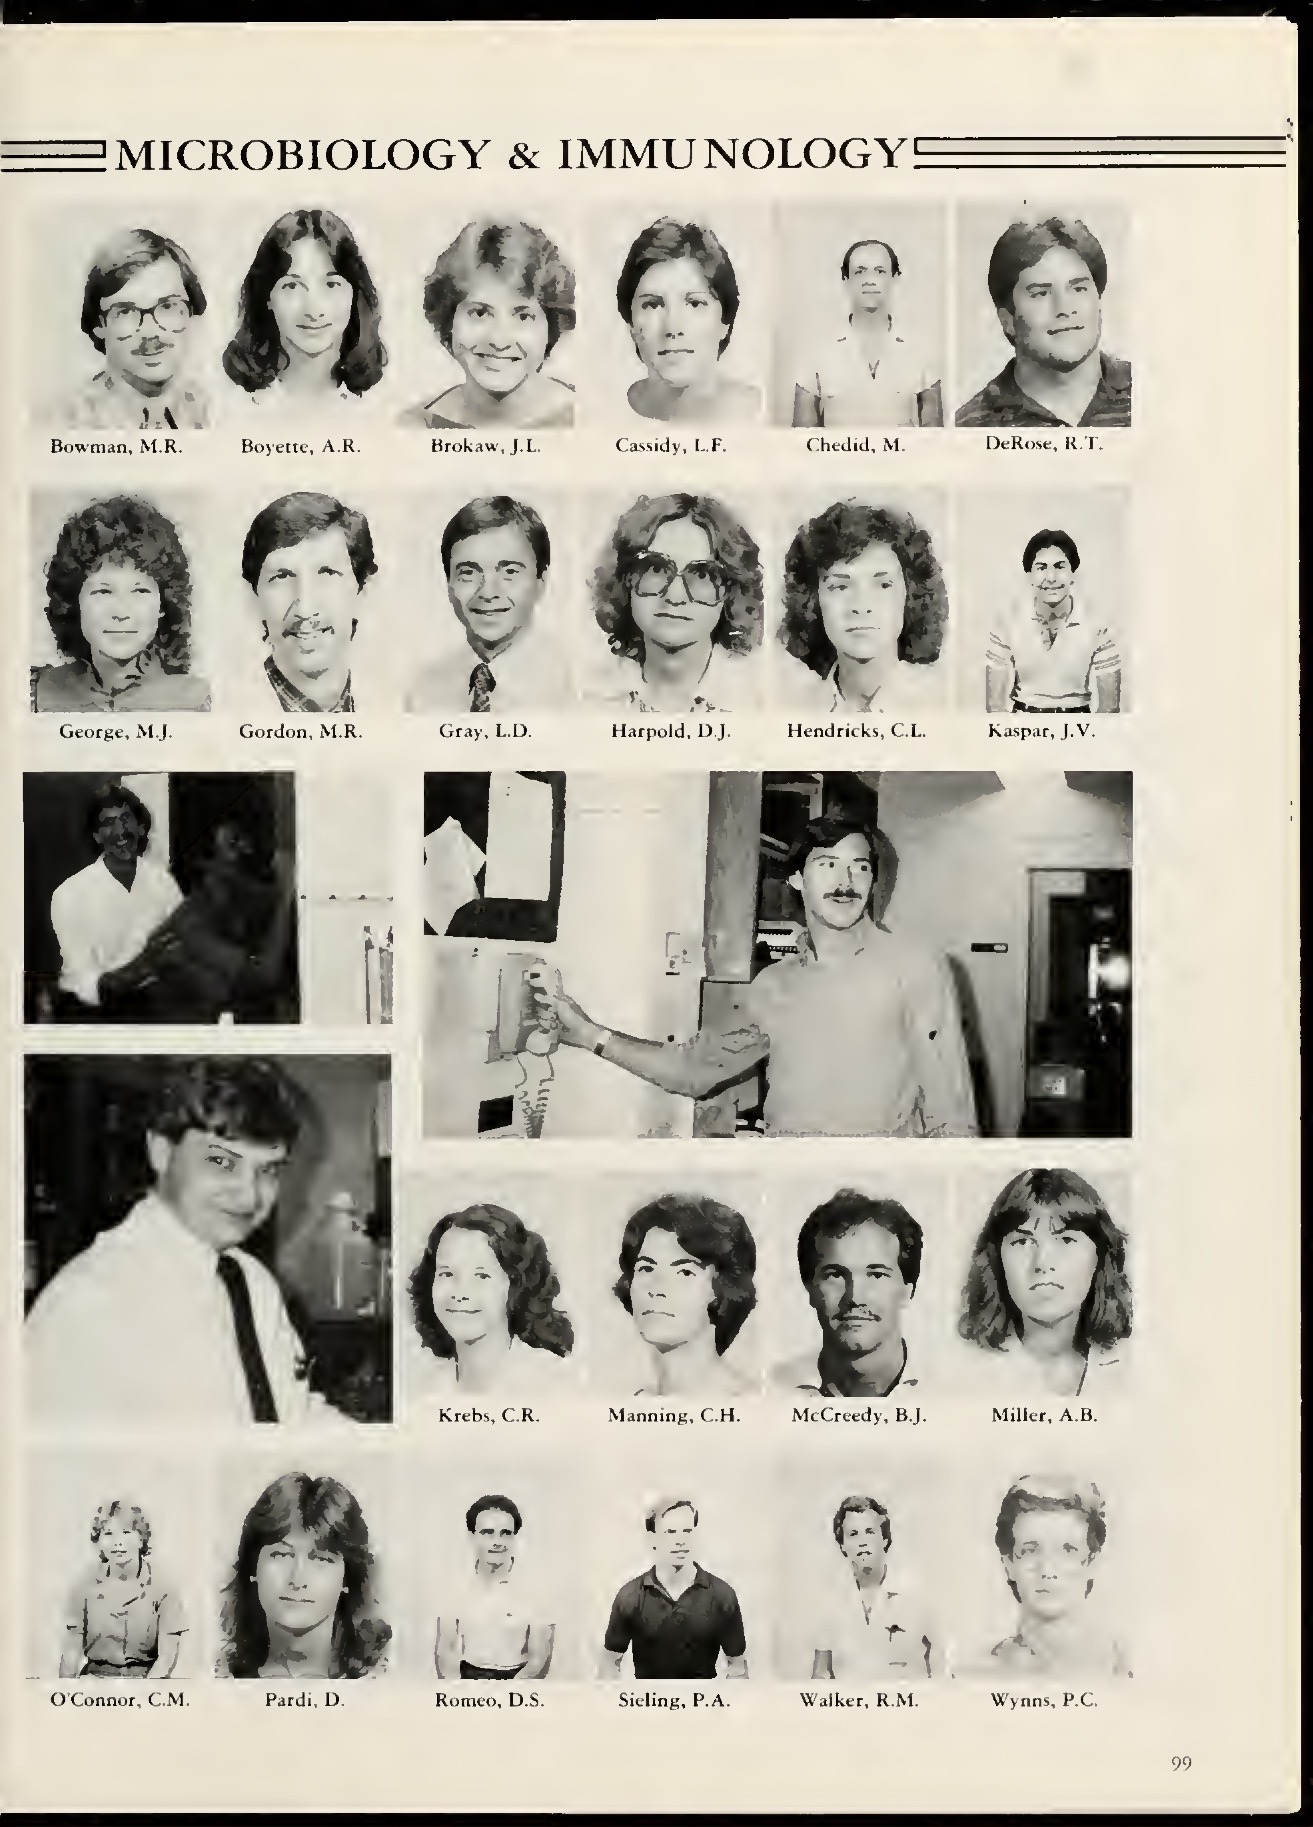 MICROBIOLOGY & IMMUNOLOGY
Bowman, M.R. Boyette, A.R. Brokaw, J.L. Cassidy, L.F. Chedid, M. DeRose, R.T.
George, M.J. Gordon, M.R. Gray, L.D. Harpold, D.J. Hendricks, C.L. Kaspar, J.V.
Krebs, C.R. Manning, C.H. McCreedy, B.J. Miller, A.B.
O'Connor, C.M. Pardi, D. Romeo, D.S. Sieling, P.A. Walker, R.M. Wynns, P.C.
99